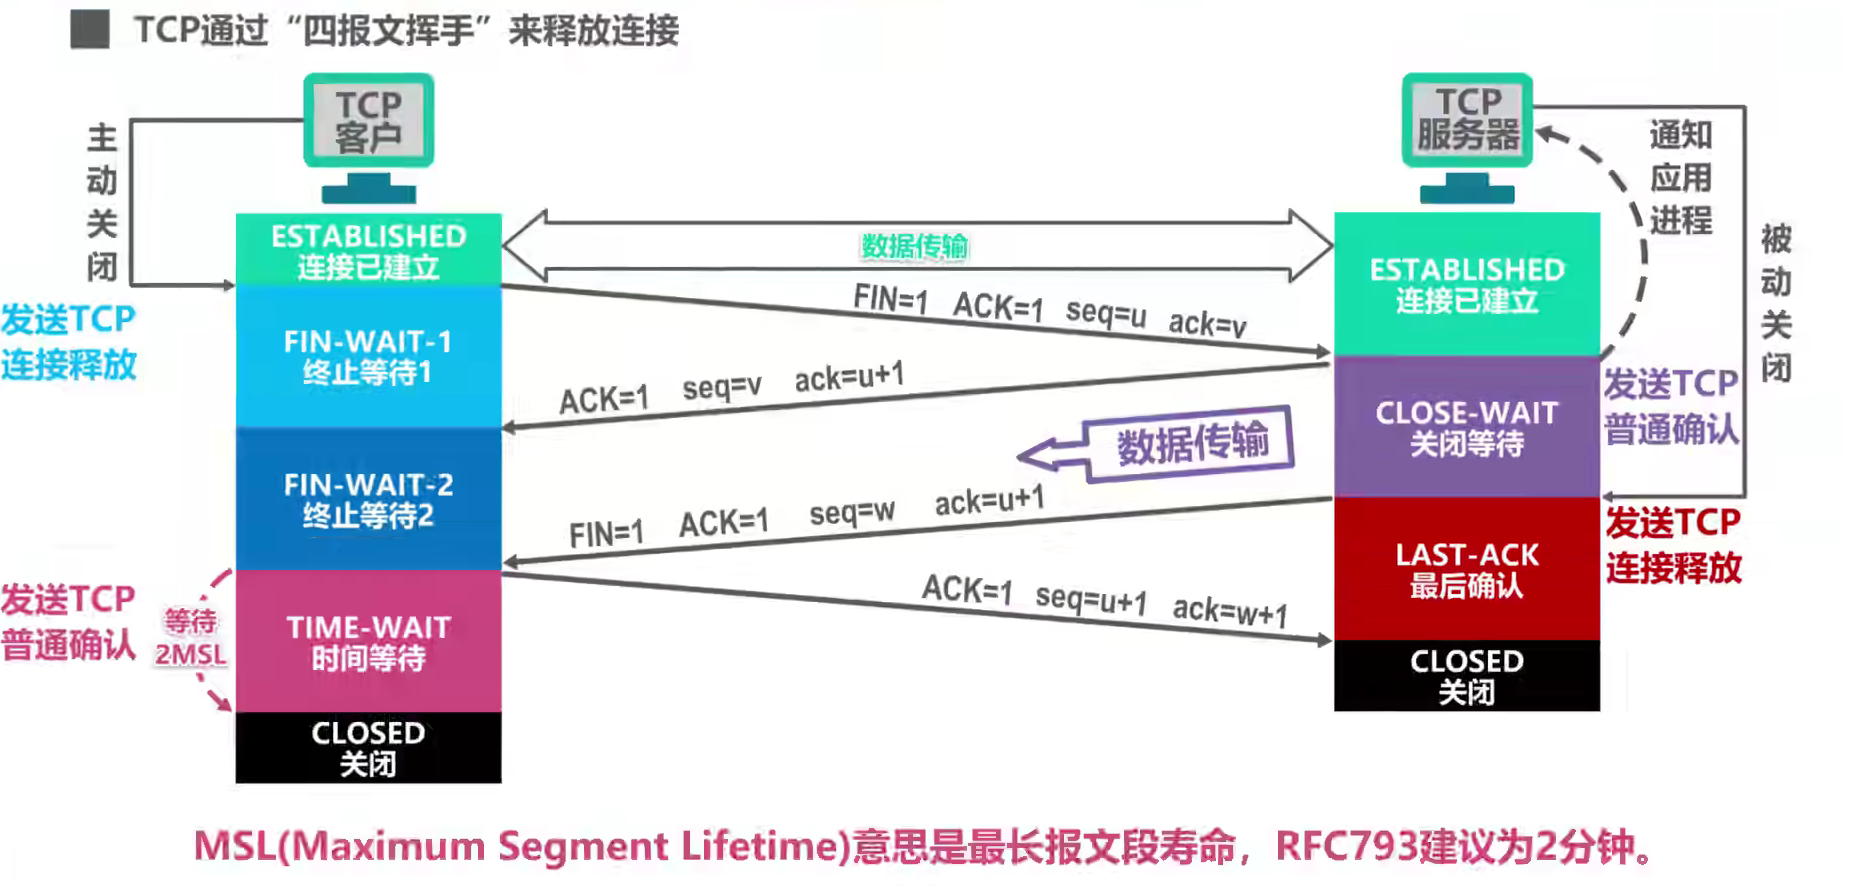 TCP通过“四报文挥手”来释放连接
TCP
客户
TCP
服务器
主
动
关
闭
通知
应用
进程
被
动
关
闭
ESTABLISHED
连接已建立
数据传输
ESTABLISHED
连接已建立
发送TCP
连接释放
FIN=1 ACK=1 seq=u ack=v
FIN-WAIT-1
终止等待1
ACK=1 seq=v ack=u+1
发送TCP
普通确认
CLOSE-WAIT
关闭等待
数据传输
FIN-WAIT-2
终止等待2
FIN=1 ACK=1 seq=w ack=u+1
发送TCP
连接释放
LAST-ACK
最后确认
发送TCP
普通确认
等待
2MSL
TIME-WAIT
时间等待
ACK=1 seq=u+1 ack=w+1
CLOSED
关闭
CLOSED
关闭
MSL(Maximum Segment Lifetime)意思是最长报文段寿命，RFC793建议为2分钟。